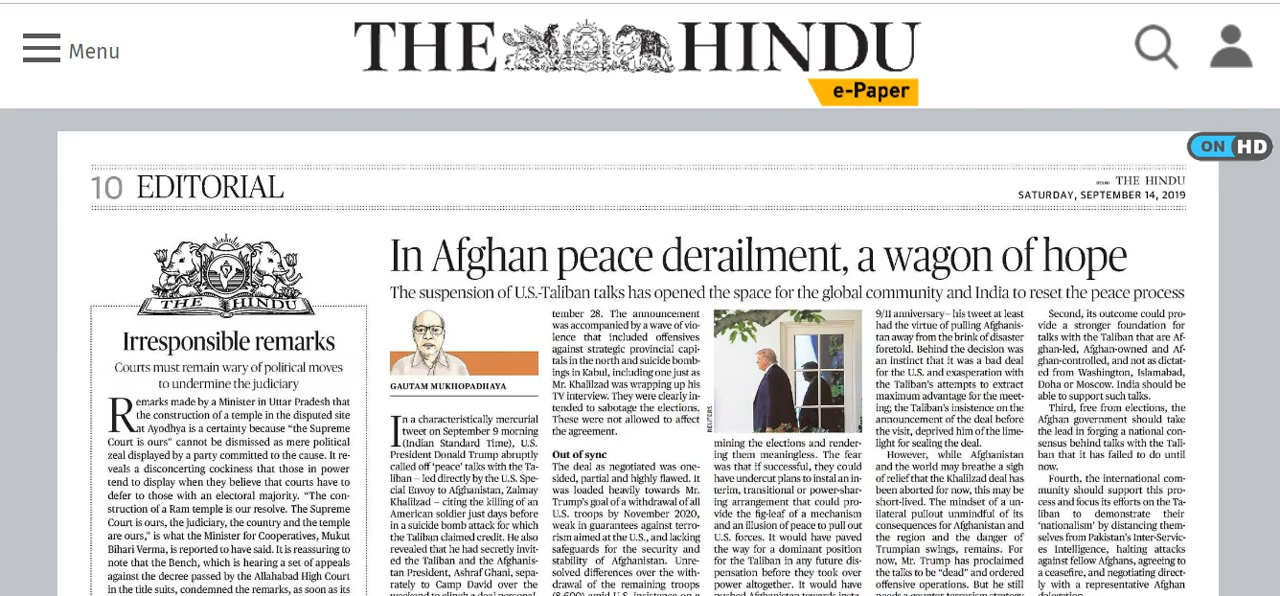 Menu
THE HINDU
e-Paper
ON HD
10 EDITORIAL
THE HINDU
SATURDAY, SEPTEMBER 14, 2019
THE HINDU
Irresponsible remarks
Courts must remain wary of political moves
to undermine the judiciary
Remarks made by a Minister in Uttar Pradesh that
the construction of a temple in the disputed site
at Ayodhya is a certainty because “the Supreme
Court is ours” cannot be dismissed as mere political
zeal displayed by a party committed to the cause. It re-
veals a disconcerting cockiness that those in power
tend to display when they believe that courts have to
defer to those with an electoral majority. “The con-
struction of a Ram temple is our resolve. The Supreme
Court is ours, the judiciary, the country and the temple
are ours,” is what the Minister for Cooperatives, Mukut
Bihari Verma, is reported to have said. It is reassuring to
note that the Bench, which is hearing a set of appeals
against the decree passed by the Allahabad High Court
in the title suits, condemned the remarks, as soon as its
In Afghan peace derailment, a wagon of hope
The suspension of U.S.-Taliban talks has opened the space for the global community and India to reset the peace process
GAUTAM MUKHOPADHAYA
In a characteristically mercurial
tweet on September 9 morning
(Indian Standard Time), U.S.
President Donald Trump abruptly
called off ‘peace’ talks with the Ta-
liban – led directly by the U.S. Spe-
cial Envoy to Afghanistan, Zalmay
Khalilzad – citing the killing of an
American soldier just days before
in a suicide bomb attack for which
the Taliban claimed credit. He also
revealed that he had secretly invit-
ed the Taliban and the Afghanis-
tan President, Ashraf Ghani, sepa-
rately to Camp David over the
weekend to clinch a deal personal-
tember 28. The announcement
was accompanied by a wave of vio-
lence that included offensives
against strategic provincial capi-
tals in the north and suicide bomb-
ings in Kabul, including one just as
Mr. Khalilzad was wrapping up his
TV interview. They were clearly in-
tended to sabotage the elections.
These were not allowed to affect
the agreement.
Out of sync
The deal as negotiated was one-
sided, partial and highly flawed. It
was loaded heavily towards Mr.
Trump’s goal of a withdrawal of all
U.S. troops by November 2020,
weak in guarantees against terro-
rism aimed at the U.S., and lacking
safeguards for the security and
stability of Afghanistan. Unre-
solved differences over the with-
drawal of the remaining troops
(8,600) amid U.S. insistence on a
REUTERS
mining the elections and render-
ing them meaningless. The fear
was that if successful, they could
have undercut plans to instal an in-
terim, transitional or power-shar-
ing arrangement that could pro-
vide the fig-leaf of a mechanism
and an illusion of peace to pull out
U.S. forces. It would have paved
the way for a dominant position
for the Taliban in any future dis-
pensation before they took over
power altogether. It would have
pushed Afghanistan towards insta-
9/11 anniversary– his tweet at least
had the virtue of pulling Afghanis-
tan away from the brink of disaster
foretold. Behind the decision was
an instinct that it was a bad deal
for the U.S. and exasperation with
the Taliban’s attempts to extract
maximum advantage for the meet-
ing; the Taliban’s insistence on the
announcement of the deal before
the visit, deprived him of the lime-
light for sealing the deal.
However, while Afghanistan
and the world may breathe a sigh
of relief that the Khalilzad deal has
been aborted for now, this may be
short-lived. The mindset of a un-
ilateral pullout unmindful of its
consequences for Afghanistan and
the region and the danger of
Trumpian swings, remains. For
now, Mr. Trump has proclaimed
the talks to be “dead” and ordered
offensive operations. But he still
needs a counter terrorism strategy
Second, its outcome could pro-
vide a stronger foundation for
talks with the Taliban that are Af-
ghan-led, Afghan-owned and Af-
ghan-controlled, and not as dictat-
ed from Washington, Islamabad,
Doha or Moscow. India should be
able to support such talks.
Third, free from elections, the
Afghan government should take
the lead in forging a national con-
sensus behind talks with the Tali-
ban that it has failed to do until
now.
Fourth, the international com-
munity should support this pro-
cess and focus its efforts on the Ta-
liban to demonstrate their
‘nationalism’ by distancing them-
selves from Pakistan’s Inter-Servic-
es Intelligence, halting attacks
against fellow Afghans, agreeing to
a ceasefire, and negotiating direct-
ly with a representative Afghan
delegation.